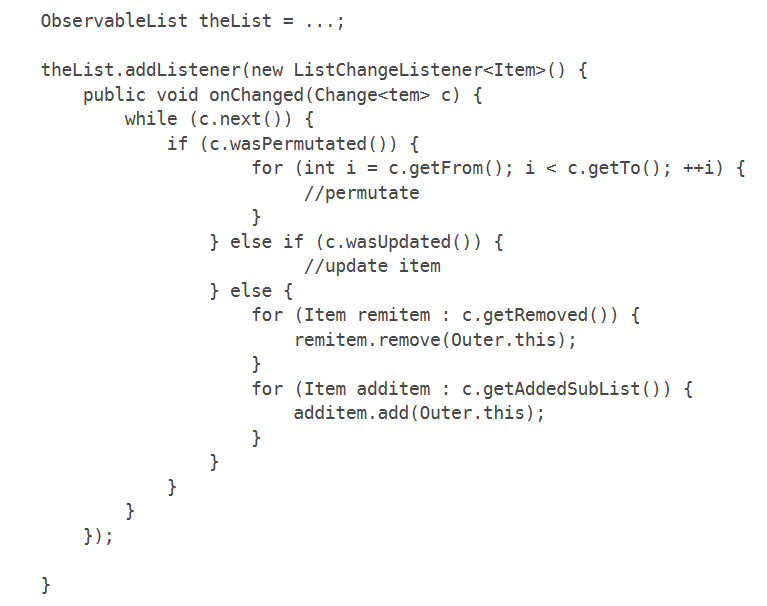 ObservableList theList = ...;

theList.addListener(new ListChangeListener<Item>() {
    public void onChanged(Change<tem> c) {
        while (c.next()) {
            if (c.wasPermutated()) {
                    for (int i = c.getFrom(); i < c.getTo(); ++i) {
                         //permutate
                    }
                } else if (c.wasUpdated()) {
                         //update item
                } else {
                    for (Item remitem : c.getRemoved()) {
                        remitem.remove(Outer.this);
                    }
                    for (Item additem : c.getAddedSubList()) {
                        additem.add(Outer.this);
                    }
                }
            }
        }
    });

}